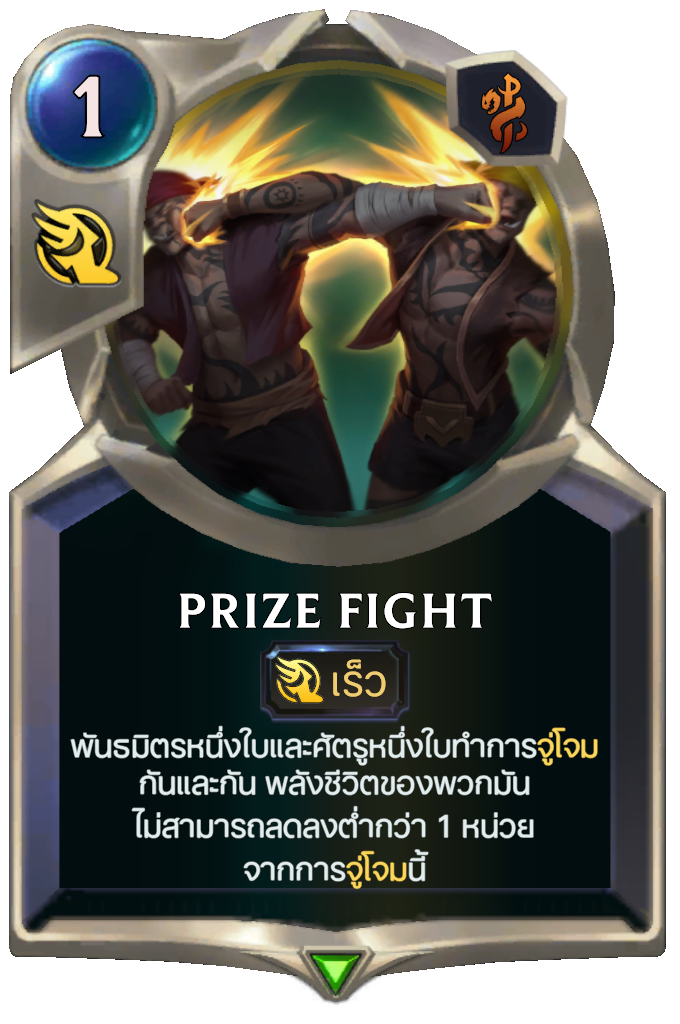 1
PRIZE FIGHT
เร็ว
พันธมิตรหนึ่งใบและศัตรูหนึ่งใบทำการจู่โจม
กันและกัน พลังชีวิตของพวกมัน
ไม่สามารถลดลงต่ำกว่า 1 หน่วย
จากการจู่โจมนี้